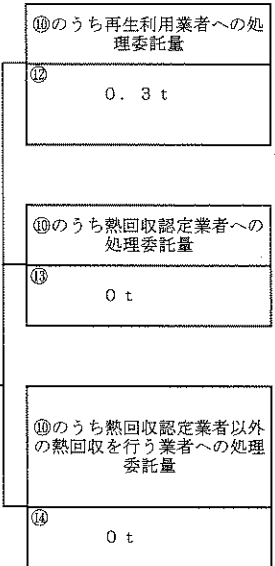 ⑩のうち再生利用業者への処
理委託量
⑫
0.3t
⑩のうち熱回収認定業者への
処理委託量
⑬
0t
⑩のうち熱回収認定業者以外
の熱回収を行う業者への処理
委託量
⑭
0t